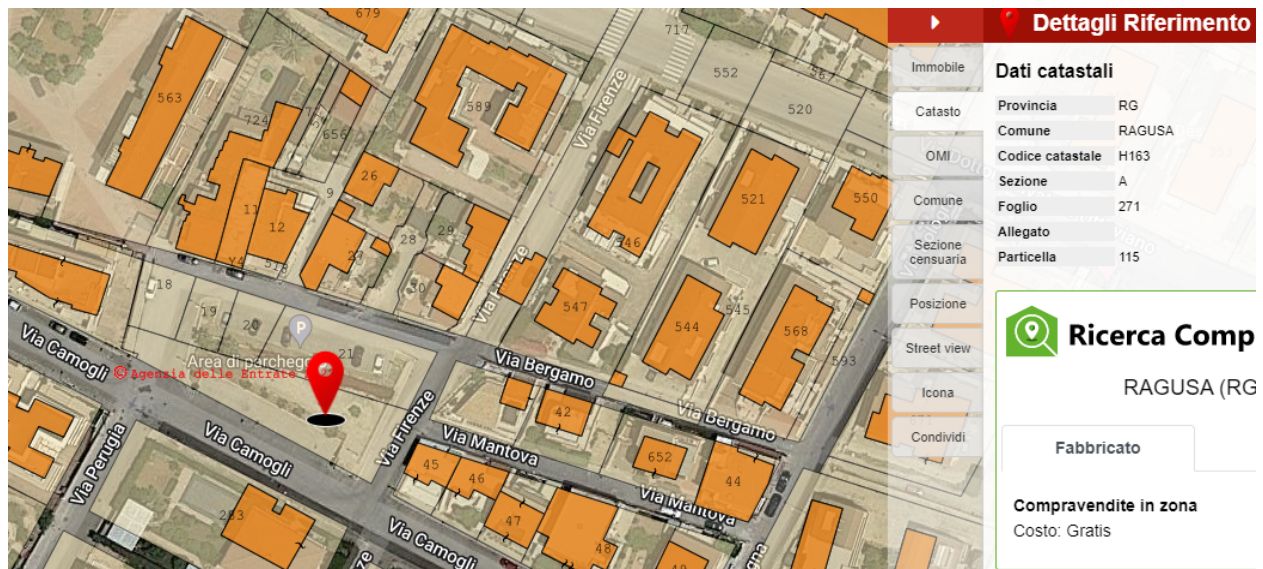 679
717
552
567
520
563
589
Via Firenze
724
656
26
9
521
550
11
12
28
29
546
27
30
Y4
518
18
Via Firenze
547
544
545
568
593
19
20
P
21
Via Camogli
Area di parchegg
© Agenzia delle Entrate
Via Bergamo
Via Bergamo
Via Firenze
42
Via Perugia
Via Camogli
Via Mantova
45
46
652
44
Via Mantova
283
47
48
Via Camogli
Immobile
Catasto
OMI
Comune
Sezione
censuaria
Posizione
Street view
Icona
Condividi
Dettagli Riferimento
Dati catastali
Provincia RG
Comune RAGUSA
Codice catastale H163
Sezione A
Foglio 271
Allegato
Particella 115
Ricerca Comp
RAGUSA (RG
Fabbricato
Compravendite in zona
Costo: Gratis